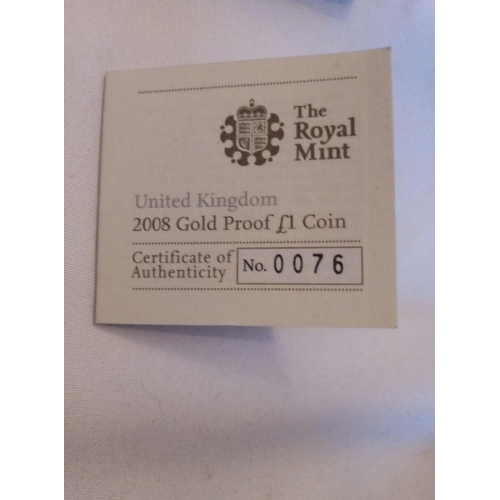 The
Royal
Mint
United Kingdom
2008 Gold Proof £1 Coin
Certificate of
Authenticity
No. 0076